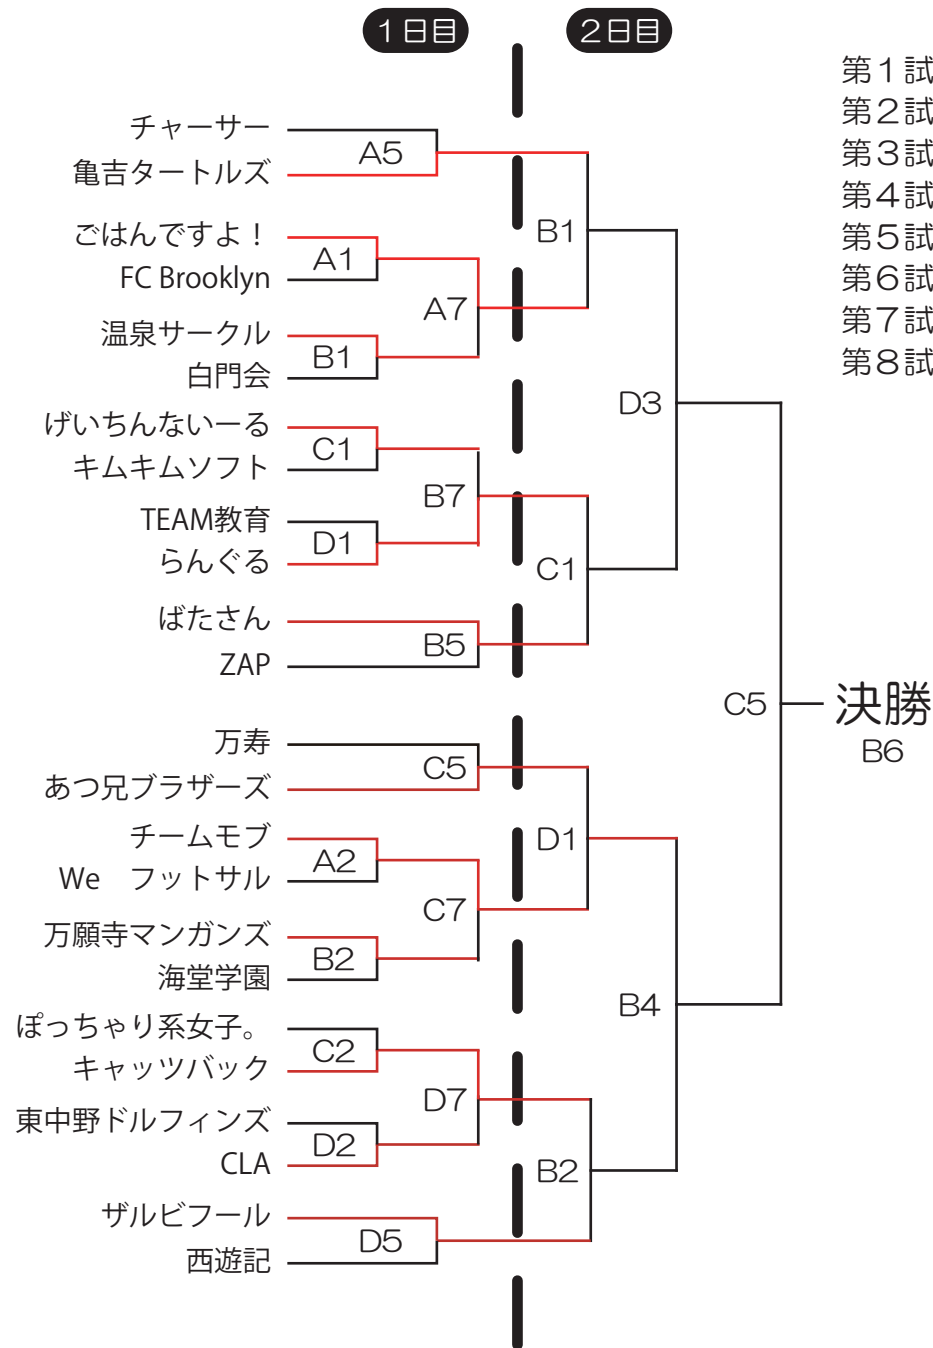 1日目
2日目
第1試
第2試
第3試
第4試
第5試
第6試
第7試
第8試
チャーサー
A5
亀吉タートルズ
B1
ごはんですよ！
A1
FC Brooklyn
A7
温泉サークル
B1
白門会
D3
げいちんないーる
C1
キムキムソフト
B7
TEAM教育
D1
らんぐる
C1
ばたさん
B5
ZAP
C5
決勝
B6
万寿
C5
あつ兄ブラザーズ
チームモブ
A2
D1
We　フットサル
C7
万願寺マンガンズ
B2
海堂学園
B4
ぽっちゃり系女子。
C2
キャッツバック
D7
東中野ドルフィンズ
D2
CLA
B2
ザルビフール
D5
西遊記